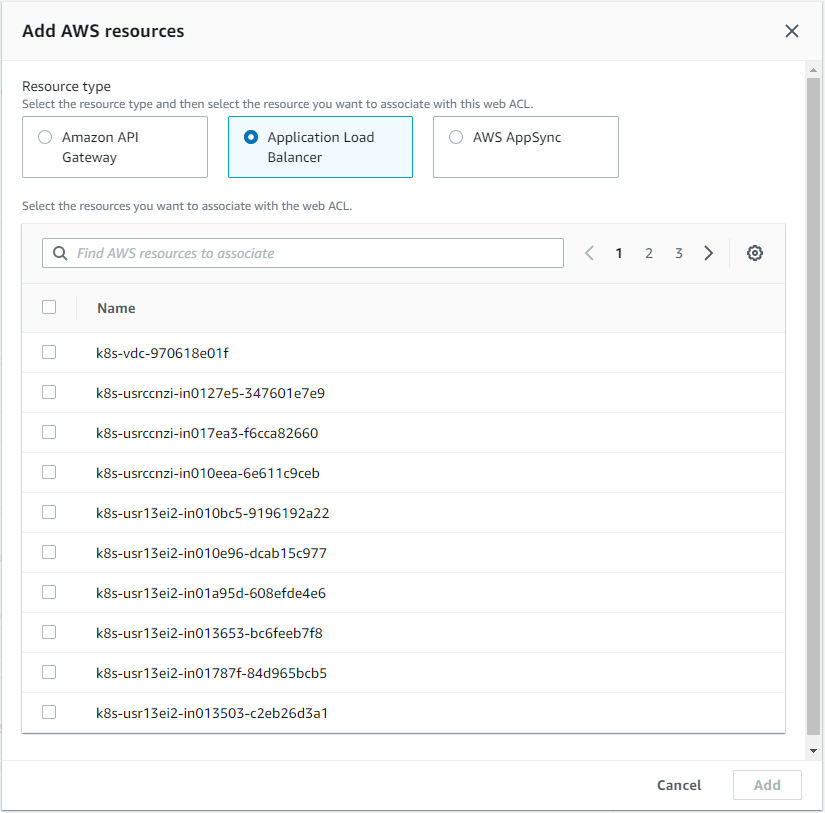 Add AWS resources
Resource type
Select the resource type and then select the resource you want to associate with this web ACL.
Amazon API
Gateway
Application Load
Balancer
AWS AppSync
Select the resources you want to associate with the web ACL.
Find AWS resources to associate
1 2 3
Name
k8s-vdc-970618e01f
k8s-usrccnzi-in0127e5-347601e7e9
k8s-usrccnzi-in017ea3-f6cca82660
k8s-usrccnzi-in010eea-6e611c9ceb
k8s-usr13ei2-in010bc5-9196192a22
k8s-usr13ei2-in010e96-dcab15c977
k8s-usr13ei2-in01a95d-608efde4e6
k8s-usr13ei2-in013653-bc6feeb7f8
k8s-usr13ei2-in01787f-84d965bcb5
k8s-usr13ei2-in013503-c2eb26d3a1
Cancel
Add